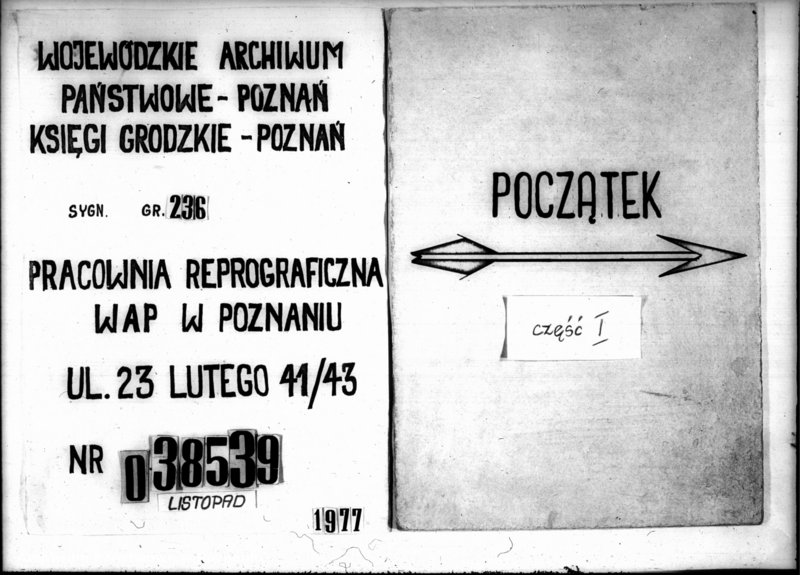 WOJEWÓDZKIE ARCHIWUM
PAŃSTWOWE - POZNAŃ
KSIĘGI GRODZKIE - POZNAŃ
SYGN. GR. 236
PRACOWNIA REPROGRAFICZNA
WAP W POZNANIU
UL. 23 LUTEGO 41/43
NR 038539
LISTOPAD
1977
POCZĄTEK
część I